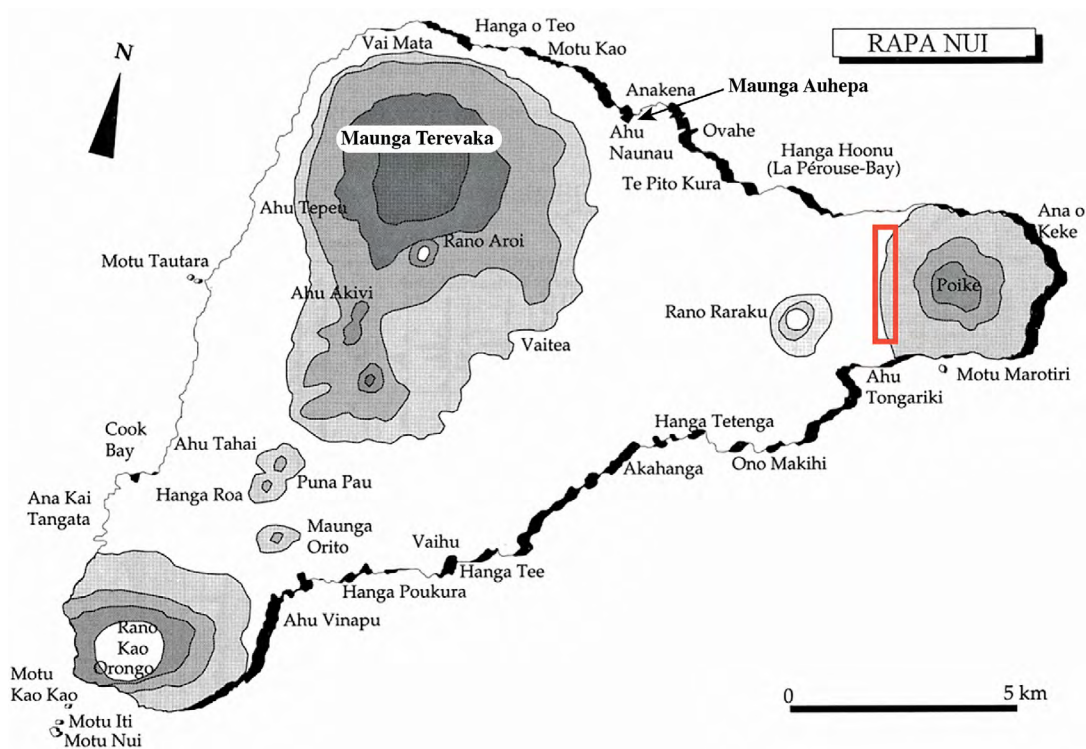 RAPA NUI
N
Hanga o Teo
Vai Mata
Motu Kao
Maunga Auhepa
Anakena
Ahu
Naunau
Ovahe
Maunga Terevaka
Hanga Hoonu
(La Pérouse-Bay)
Te Pito Kura
Ana o
Keke
Ahu Tepeu
Rano Aroi
Motu Tautara
Ahu Akivi
Poike
Rano Raraku
Vaitea
Ahu
Tongariki
Motu Marotiri
Hanga Tetenga
Cook
Bay
Ahu Tahai
Akahanga
Ono Makihi
Hanga Roa
Puna Pau
Ana Kai
Tangata
Maunga
Orito
Vaihu
Hanga Tee
Hanga Poukura
Ahu Vinapu
Rano
Kao
Orongo
Motu
Kao Kao
Motu Iti
Motu Nui
0
5 km